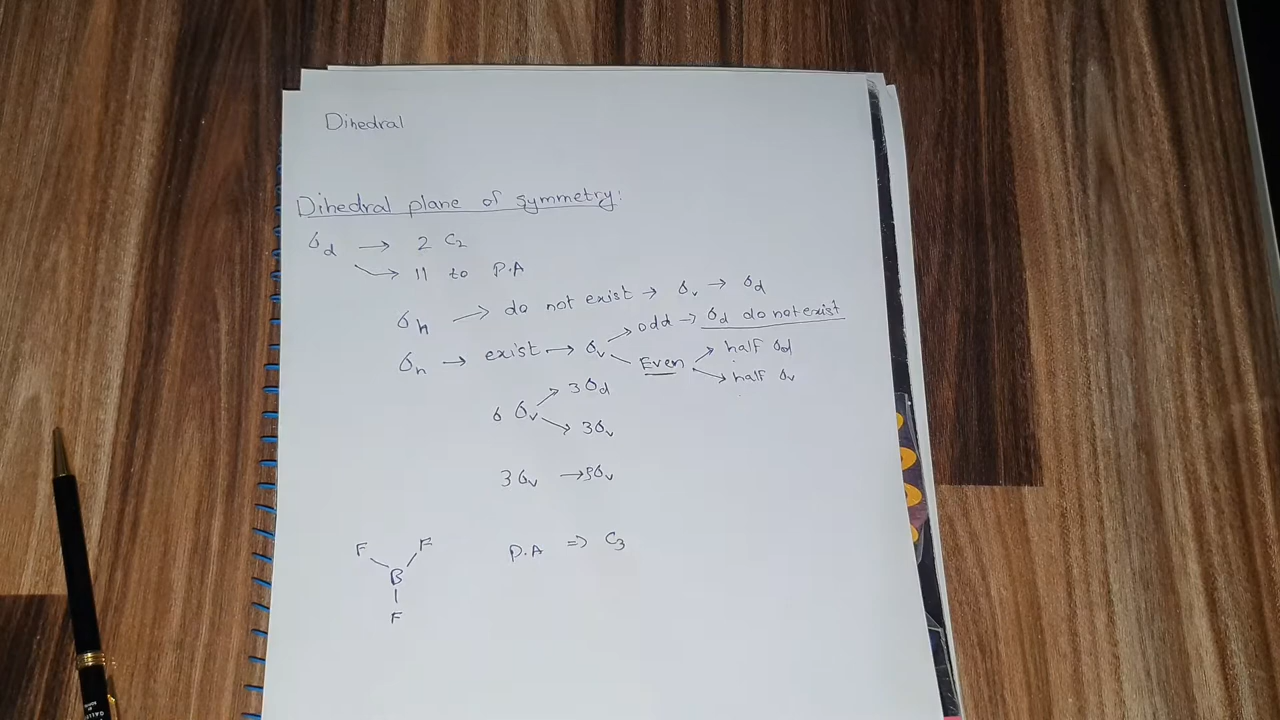 Dihedral
Dihedral plane of symmetry:
σd → 2 C2
→ 11 to P.A
σh → do not exist → σv → σd
σh → exist → σv → odd → σd do not exist
Even → half σd
→ half σv
6 σv → 3σd
→ 3σv
3σv → 3σv
P.A ⇒ C3
F F
B
F